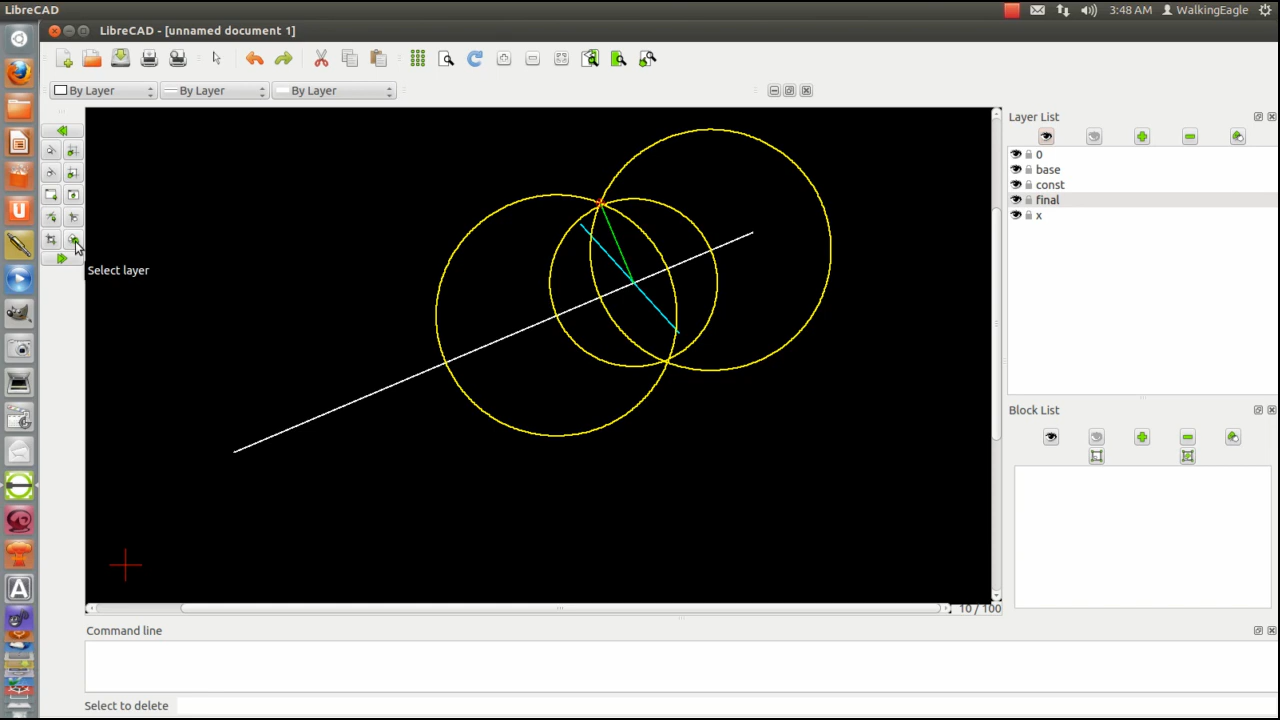 LibreCAD
3:48 AM
WalkingEagle
LibreCAD - [unnamed document 1]
By Layer
By Layer
By Layer
Layer List
0
base
const
final
x
Select layer
Block List
10 / 100
Command line
Select to delete